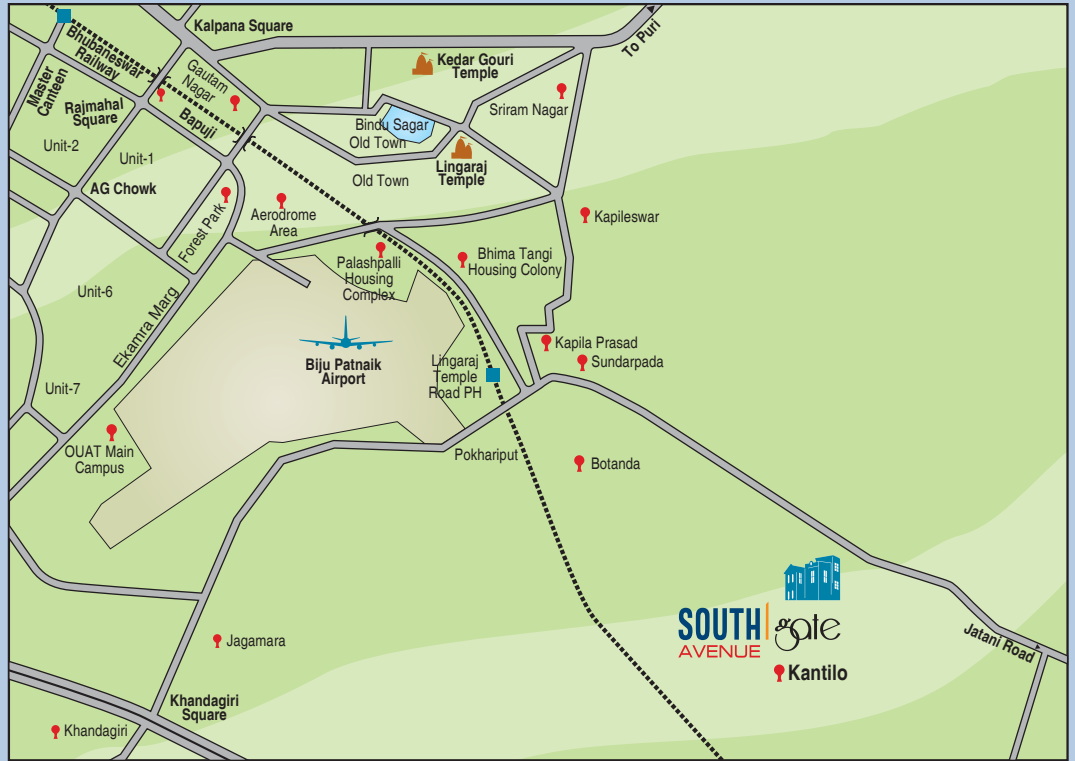 Kalpana Square
To Puri
Bhubaneswar
Railway
Master
Canteen
Gautam
Nagar
Kedar Gouri
Temple
Rajmahal
Square
Bapuji
Sriram Nagar
Bindu Sagar
Old Town
Unit-2
Unit-1
Lingaraj
Temple
Old Town
AG Chowk
Forest Park
Aerodrome
Area
Kapileswar
Palashpalli
Housing
Complex
Bhima Tangi
Housing Colony
Unit-6
Ekamra Marg
Biju Patnaik
Airport
Lingaraj
Temple
Road PH
Kapila Prasad
Sundarpada
Unit-7
OUAT Main
Campus
Pokhariput
Botanda
SOUTH
AVENUE
gate
Kantilo
Jatani Road
Jagamara
Khandagiri
Square
Khandagiri